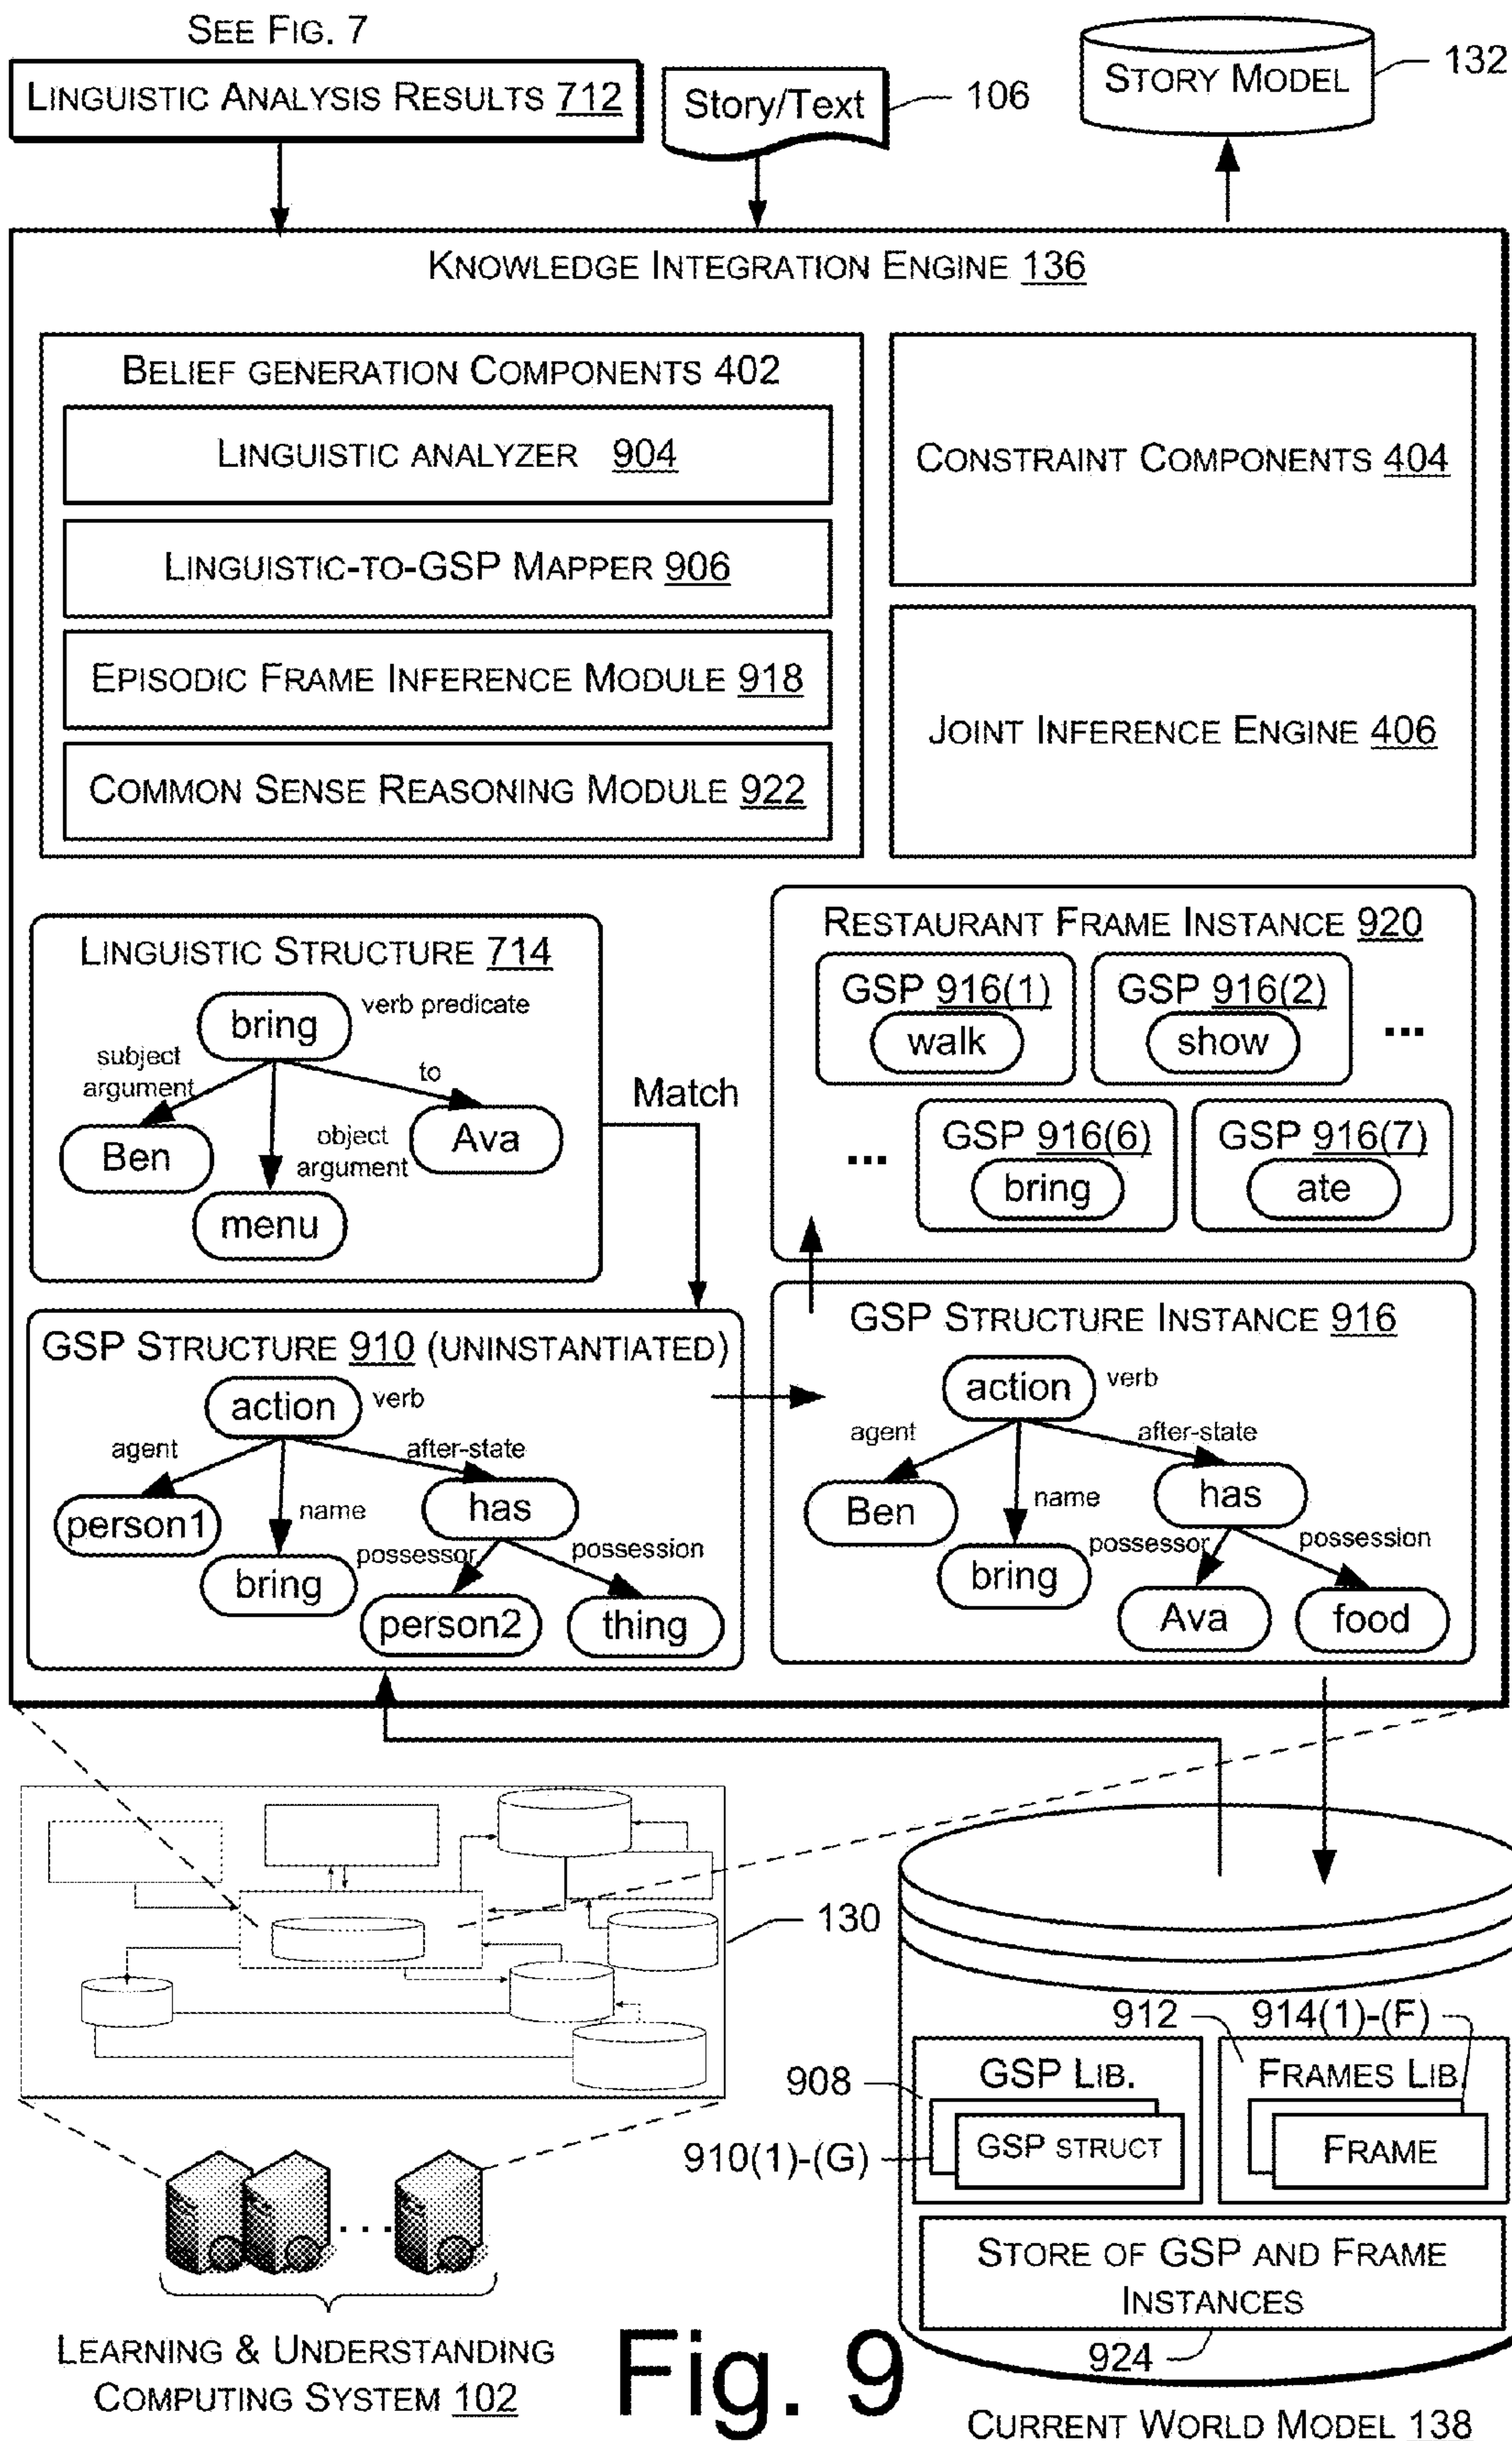 SEE FIG. 7
LINGUISTIC ANALYSIS RESULTS 712
Story/Text
106
STORY MODEL
132
KNOWLEDGE INTEGRATION ENGINE 136
BELIEF GENERATION COMPONENTS 402
LINGUISTIC ANALYZER 904
LINGUISTIC-TO-GSP MAPPER 906
EPISODIC FRAME INFERENCE MODULE 918
COMMON SENSE REASONING MODULE 922
CONSTRAINT COMPONENTS 404
JOINT INFERENCE ENGINE 406
LINGUISTIC STRUCTURE 714
bring
verb predicate
subject
argument
to
Ben
object
argument
Ava
menu
Match
RESTAURANT FRAME INSTANCE 920
GSP 916(1)
walk
GSP 916(2)
show
...
...
GSP 916(6)
bring
GSP 916(7)
ate
GSP STRUCTURE 910 (UNINSTANTIATED)
action
verb
agent
after-state
person1
name
has
bring
possessor
possession
person2
thing
GSP STRUCTURE INSTANCE 916
action
verb
agent
after-state
Ben
name
has
bring
possessor
possession
Ava
food
130
912
914(1)-(F)
908
GSP LIB.
FRAMES LIB.
910(1)-(G)
GSP STRUCT
FRAME
STORE OF GSP AND FRAME
INSTANCES
924
...
LEARNING & UNDERSTANDING
COMPUTING SYSTEM 102
Fig. 9
CURRENT WORLD MODEL 138